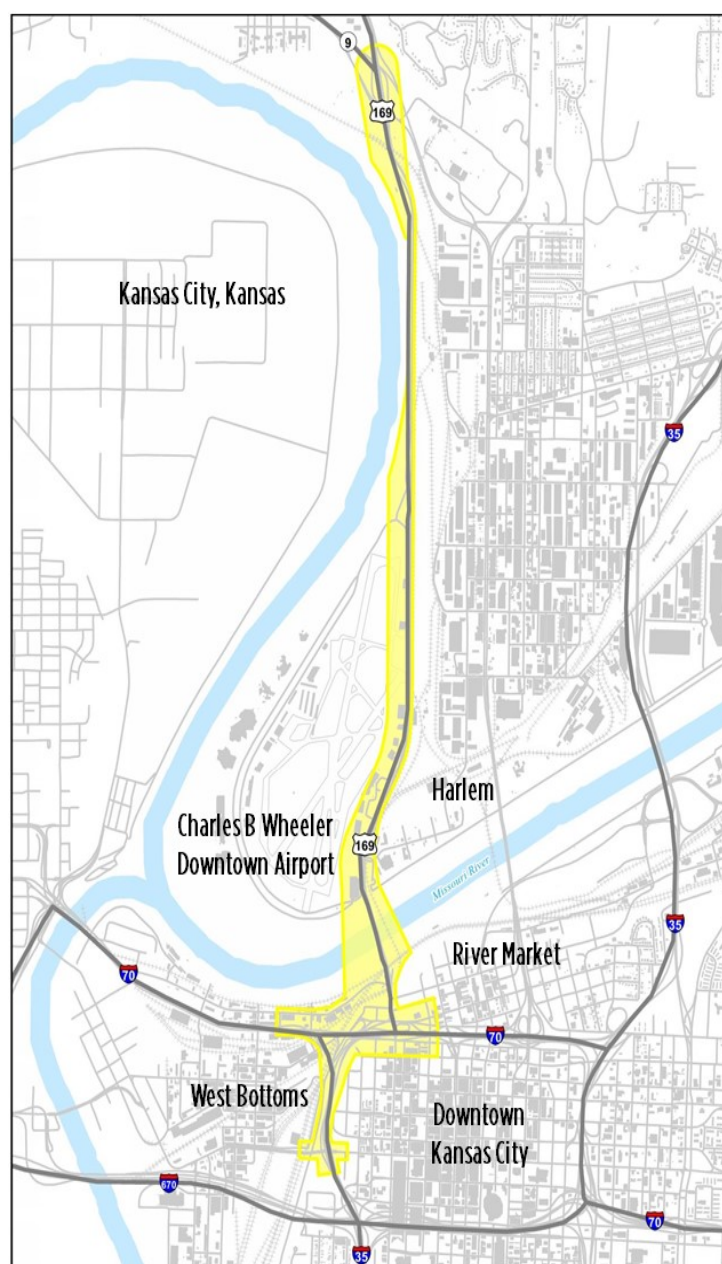 9
169
Kansas City, Kansas
35
Harlem
Charles B Wheeler
Downtown Airport
169
Missouri River
35
River Market
70
70
West Bottoms
Downtown
Kansas City
670
70
35